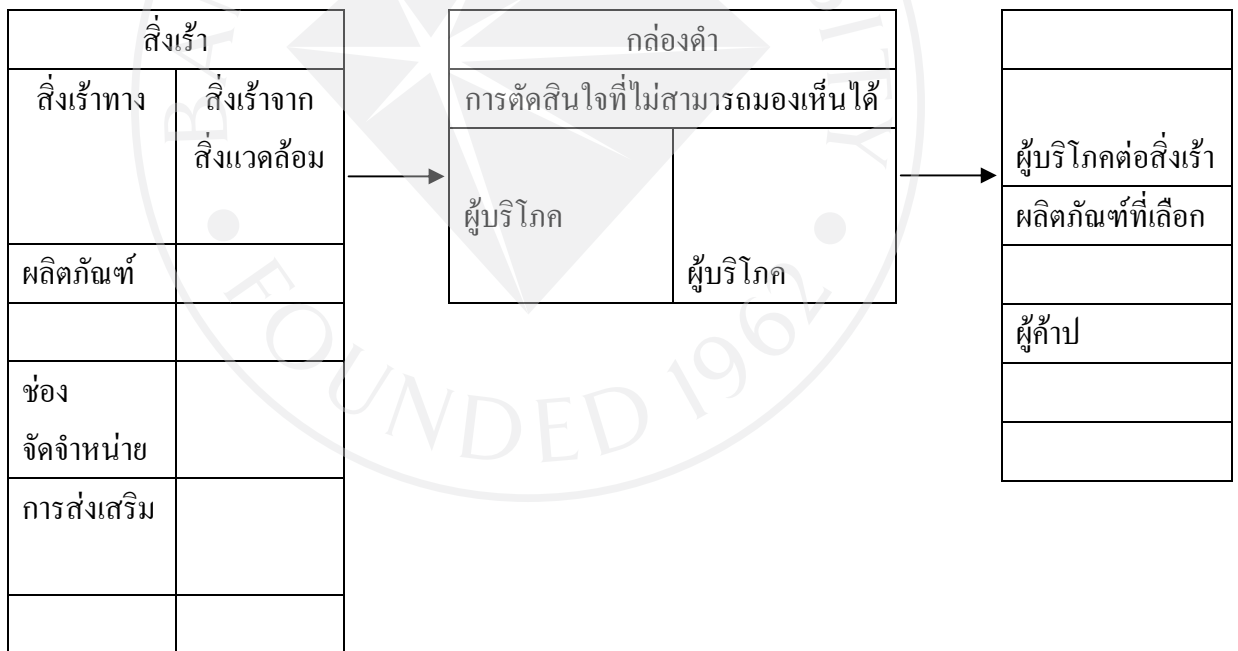 สิ่งเร้า
สิ่งเร้าทาง
สิ่งเร้าจาก
สิ่งแวดล้อม
ผลิตภัณฑ์
ช่อง
จัดจำหน่าย
การส่งเสริม
กล่องดำ
การตัดสินใจที่ไม่สามารถมองเห็นได้
ผู้บริโภค
ผู้บริโภค
ผู้บริโภคต่อสิ่งเร้า
ผลิตภัณฑ์ที่เลือก
ผู้ค้าป
FOUNDED 1962